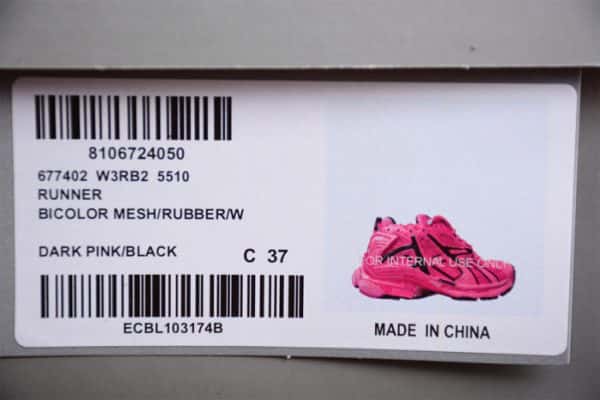 8106724050
677402 W3RB2 5510
RUNNER
BICOLOR MESH/RUBBER/W
DARK PINK/BLACK C 37
ECBL103174B
FOR INTERNAL USE ONLY
MADE IN CHINA